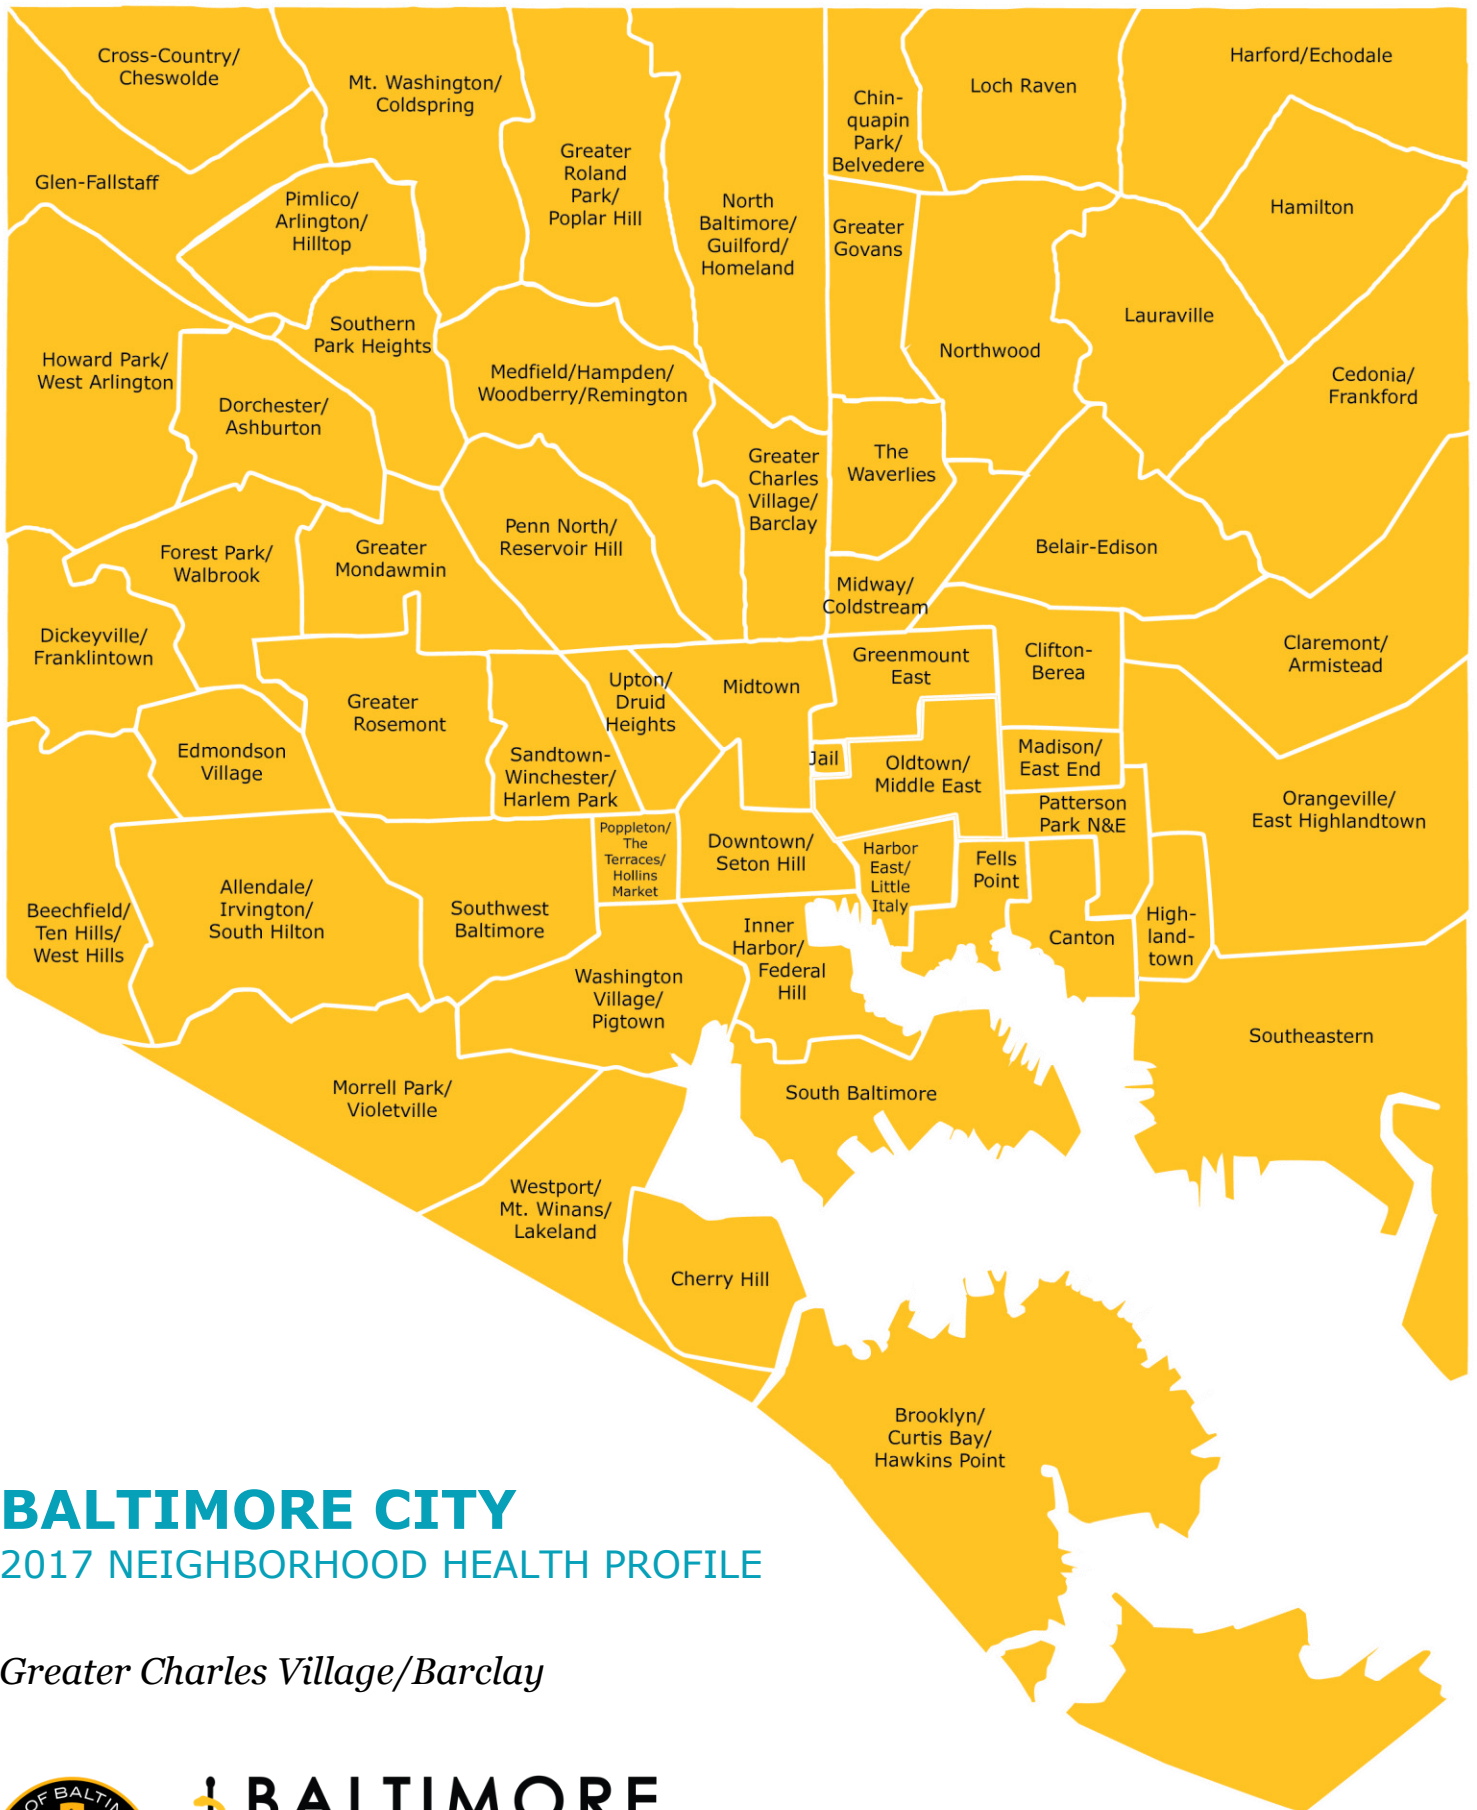 Cross-Country/
Cheswolde
Mt. Washington/
Coldspring
Greater
Roland
Park/
Poplar Hill
North
Baltimore/
Guilford/
Homeland
Chin-
quapin
Park/
Belvedere
Loch Raven
Harford/Echodale
Glen-Fallstaff
Pimlico/
Arlington/
Hilltop
Greater
Govans
Hamilton
Southern
Park Heights
Lauraville
Northwood
Howard Park/
West Arlington
Medfield/Hampden/
Woodberry/Remington
Cedonia/
Frankford
Dorchester/
Ashburton
Greater
Charles
Village/
Barclay
The
Waverlies
Penn North/
Reservoir Hill
Belair-Edison
Forest Park/
Walbrook
Greater
Mondawmin
Midway/
Coldstream
Dickeyville/
Franklintown
Greenmount
East
Clifton-
Berea
Claremont/
Armistead
Upton/
Druid
Heights
Midtown
Greater
Rosemont
Edmondson
Village
Sandtown-
Winchester/
Harlem Park
Jail
Oldtown/
Middle East
Madison/
East End
Patterson
Park N&E
Orangeville/
East Highlandtown
Poppleton/
The
Terraces/
Hollins
Market
Downtown/
Seton Hill
Harbor
East/
Little
Italy
Fells
Point
Allendale/
Irvington/
South Hilton
Beechfield/
Ten Hills/
West Hills
Southwest
Baltimore
Inner
Harbor/
Federal
Hill
Canton
High-
land-
town
Washington
Village/
Pigtown
Southeastern
Morrell Park/
Violetville
South Baltimore
Westport/
Mt. Winans/
Lakeland
Cherry Hill
Brooklyn/
Curtis Bay/
Hawkins Point
BALTIMORE CITY
2017 NEIGHBORHOOD HEALTH PROFILE
Greater Charles Village/Barclay
BALTIMORE